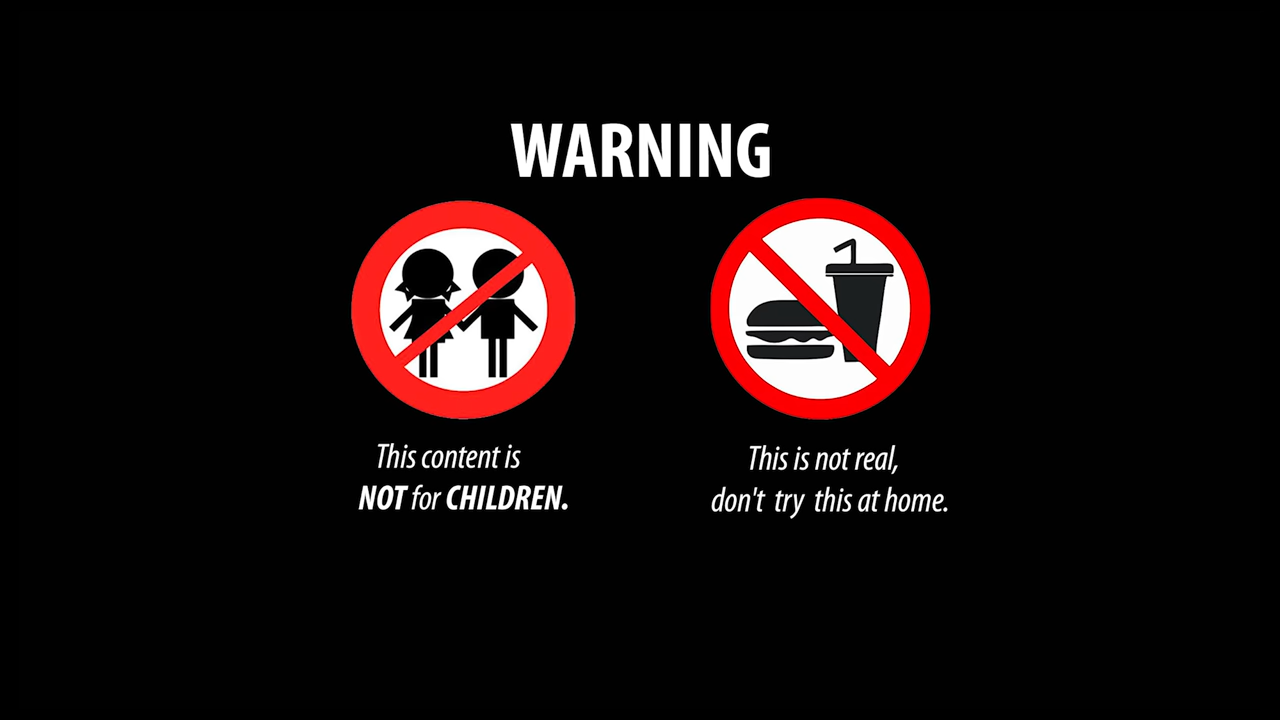 WARNING
This content is
NOT for CHILDREN.
This is not real,
don't try this at home.